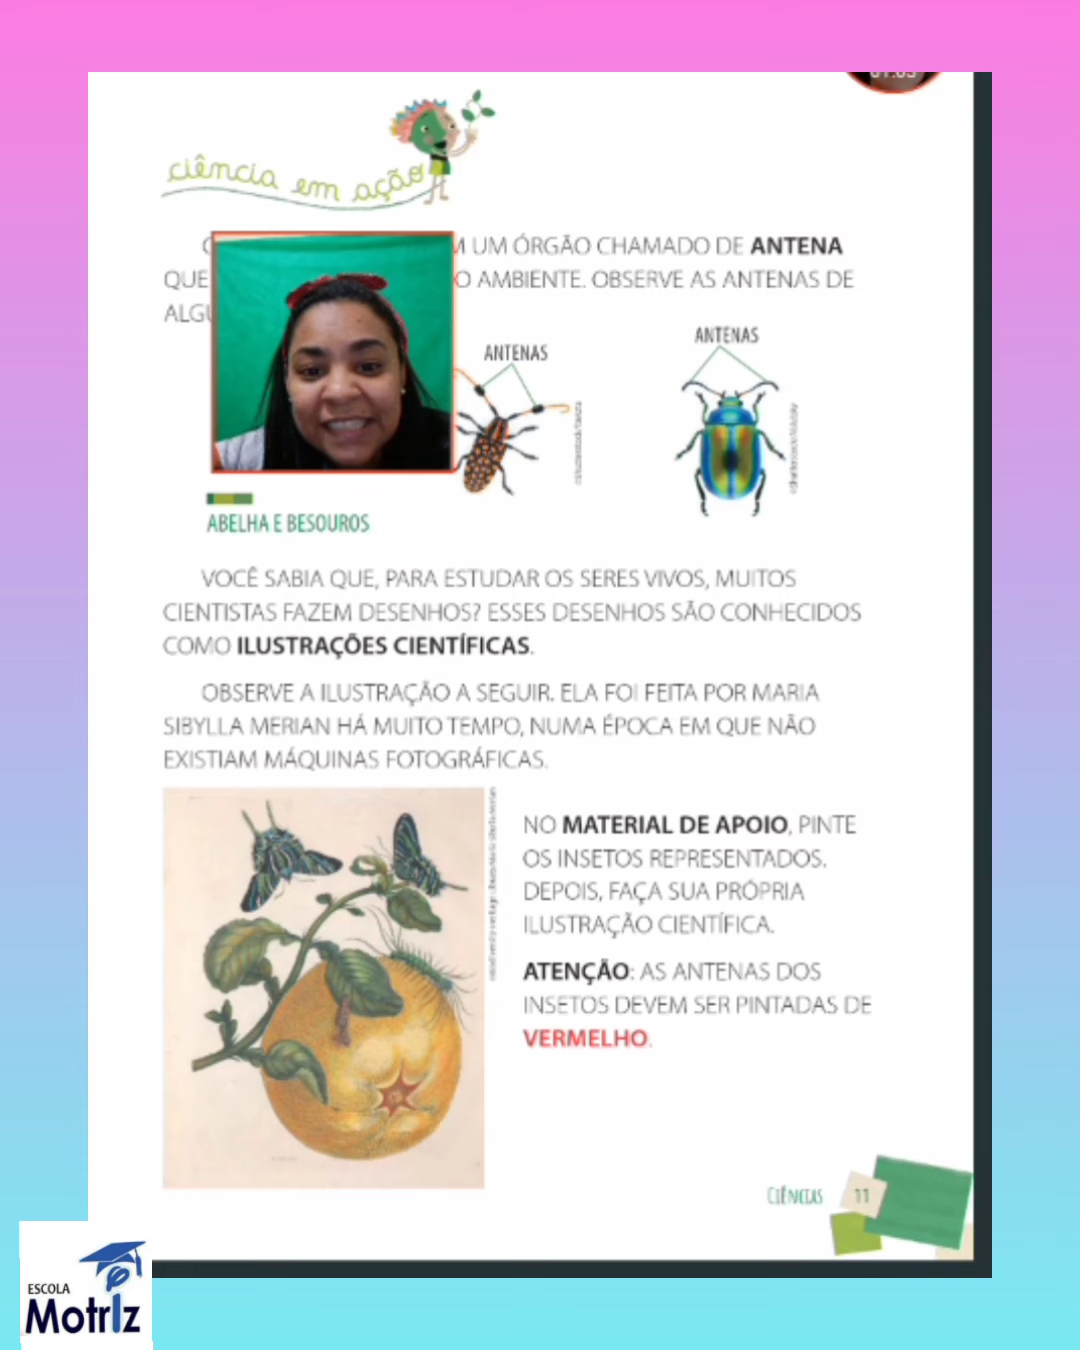 ciência em ação
UM ÓRGÃO CHAMADO DE ANTENA
QUE O AMBIENTE. OBSERVE AS ANTENAS DE
ANTENAS
ANTENAS
ABELHA E BESOUROS
VOCÊ SABIA QUE, PARA ESTUDAR OS SERES VIVOS, MUITOS
CIENTISTAS FAZEM DESENHOS? ESSES DESENHOS SÃO CONHECIDOS
COMO ILUSTRAÇÕES CIENTÍFICAS.
OBSERVE A ILUSTRAÇÃO A SEGUIR. ELA FOI FEITA POR MARIA
SIBYLLA MERIAN HÁ MUITO TEMPO, NUMA ÉPOCA EM QUE NÃO
EXISTIAM MÁQUINAS FOTOGRÁFICAS.
NO MATERIAL DE APOIO, PINTE
OS INSETOS REPRESENTADOS.
DEPOIS, FAÇA SUA PRÓPRIA
ILUSTRAÇÃO CIENTÍFICA.
ATENÇÃO: AS ANTENAS DOS
INSETOS DEVEM SER PINTADAS DE
VERMELHO.
CIÊNCIAS 11
ESCOLA
MotrIz